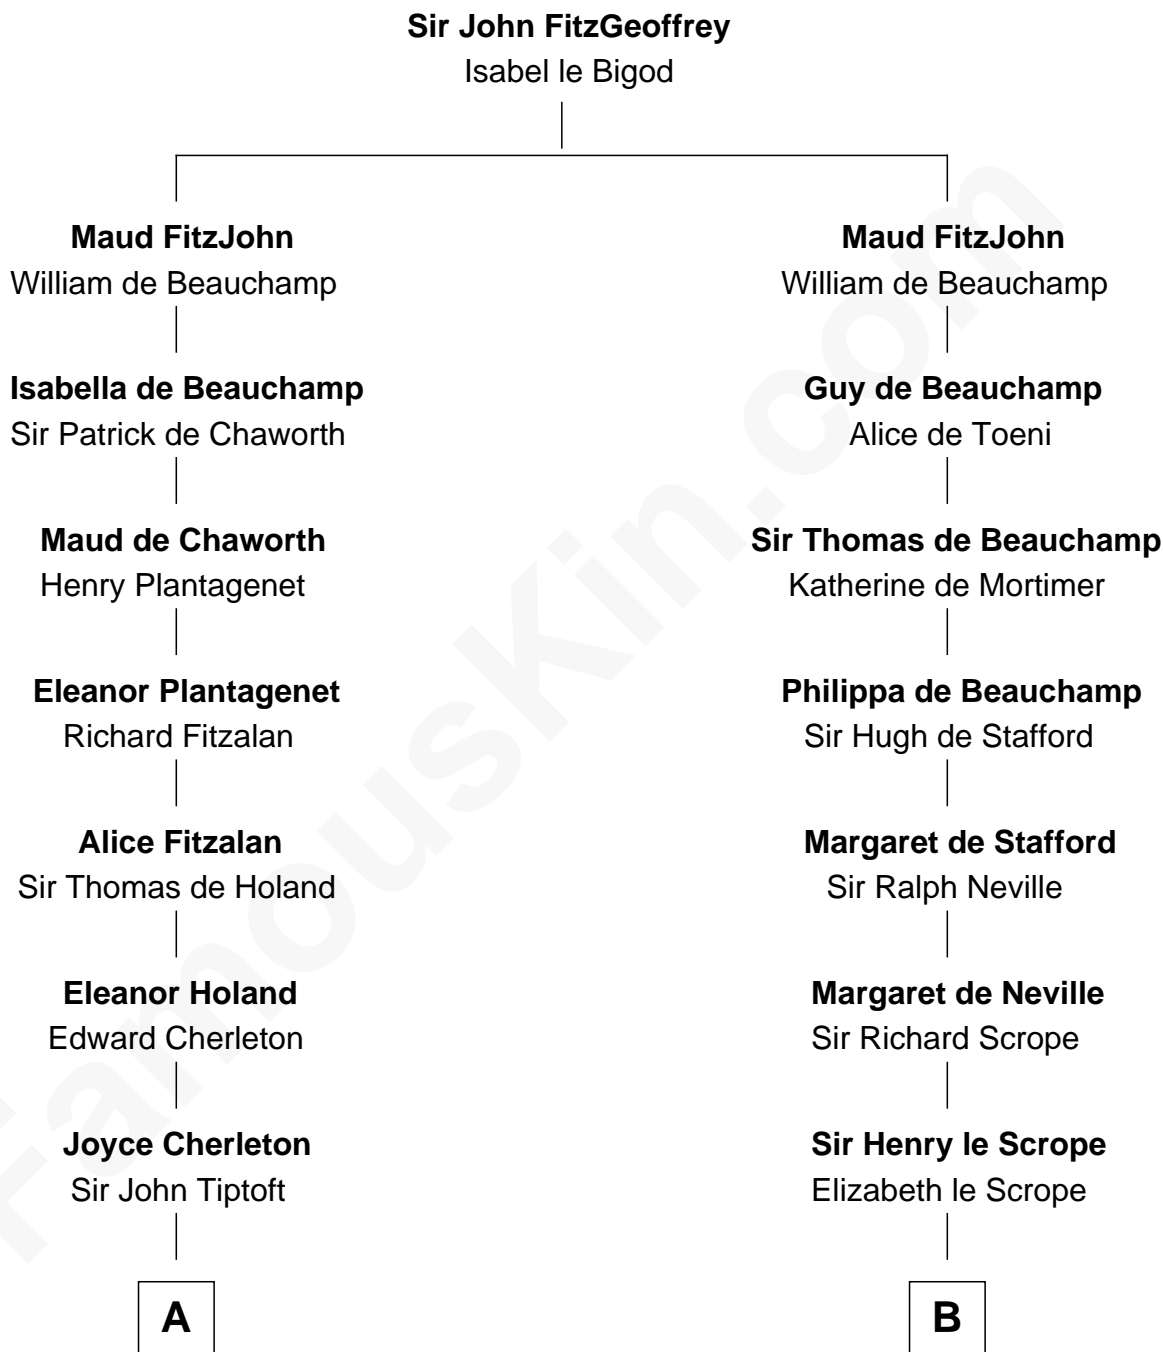 Sir John FitzGeoffrey
Isabel le Bigod
Maud FitzJohn
William de Beauchamp
Maud FitzJohn
William de Beauchamp
Isabella de Beauchamp
Sir Patrick de Chaworth
Guy de Beauchamp
Alice de Toeni
Maud de Chaworth
Henry Plantagenet
Sir Thomas de Beauchamp
Katherine de Mortimer
Eleanor Plantagenet
Richard Fitzalan
Philippa de Beauchamp
Sir Hugh de Stafford
Alice Fitzalan
Sir Thomas de Holand
Margaret de Stafford
Sir Ralph Neville
Eleanor Holand
Edward Cherleton
Margaret de Neville
Sir Richard Scrope
Joyce Cherleton
Sir John Tiptoft
Sir Henry le Scrope
Elizabeth le Scrope
A
B
FamousKin.com